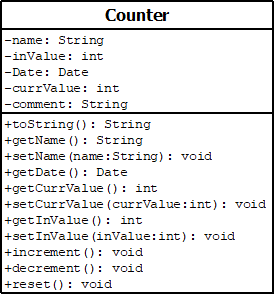 Counter
-name: String
-inValue: int
-Date: Date
-currValue: int
-comment: String
+toString(): String
+getName(): String
+setName(name:String): void
+getDate(): Date
+getCurrValue(): int
+setCurrValue(currValue:int): void
+getInValue(): int
+setInValue(inValue:int): void
+increment(): void
+decrement(): void
+reset(): void